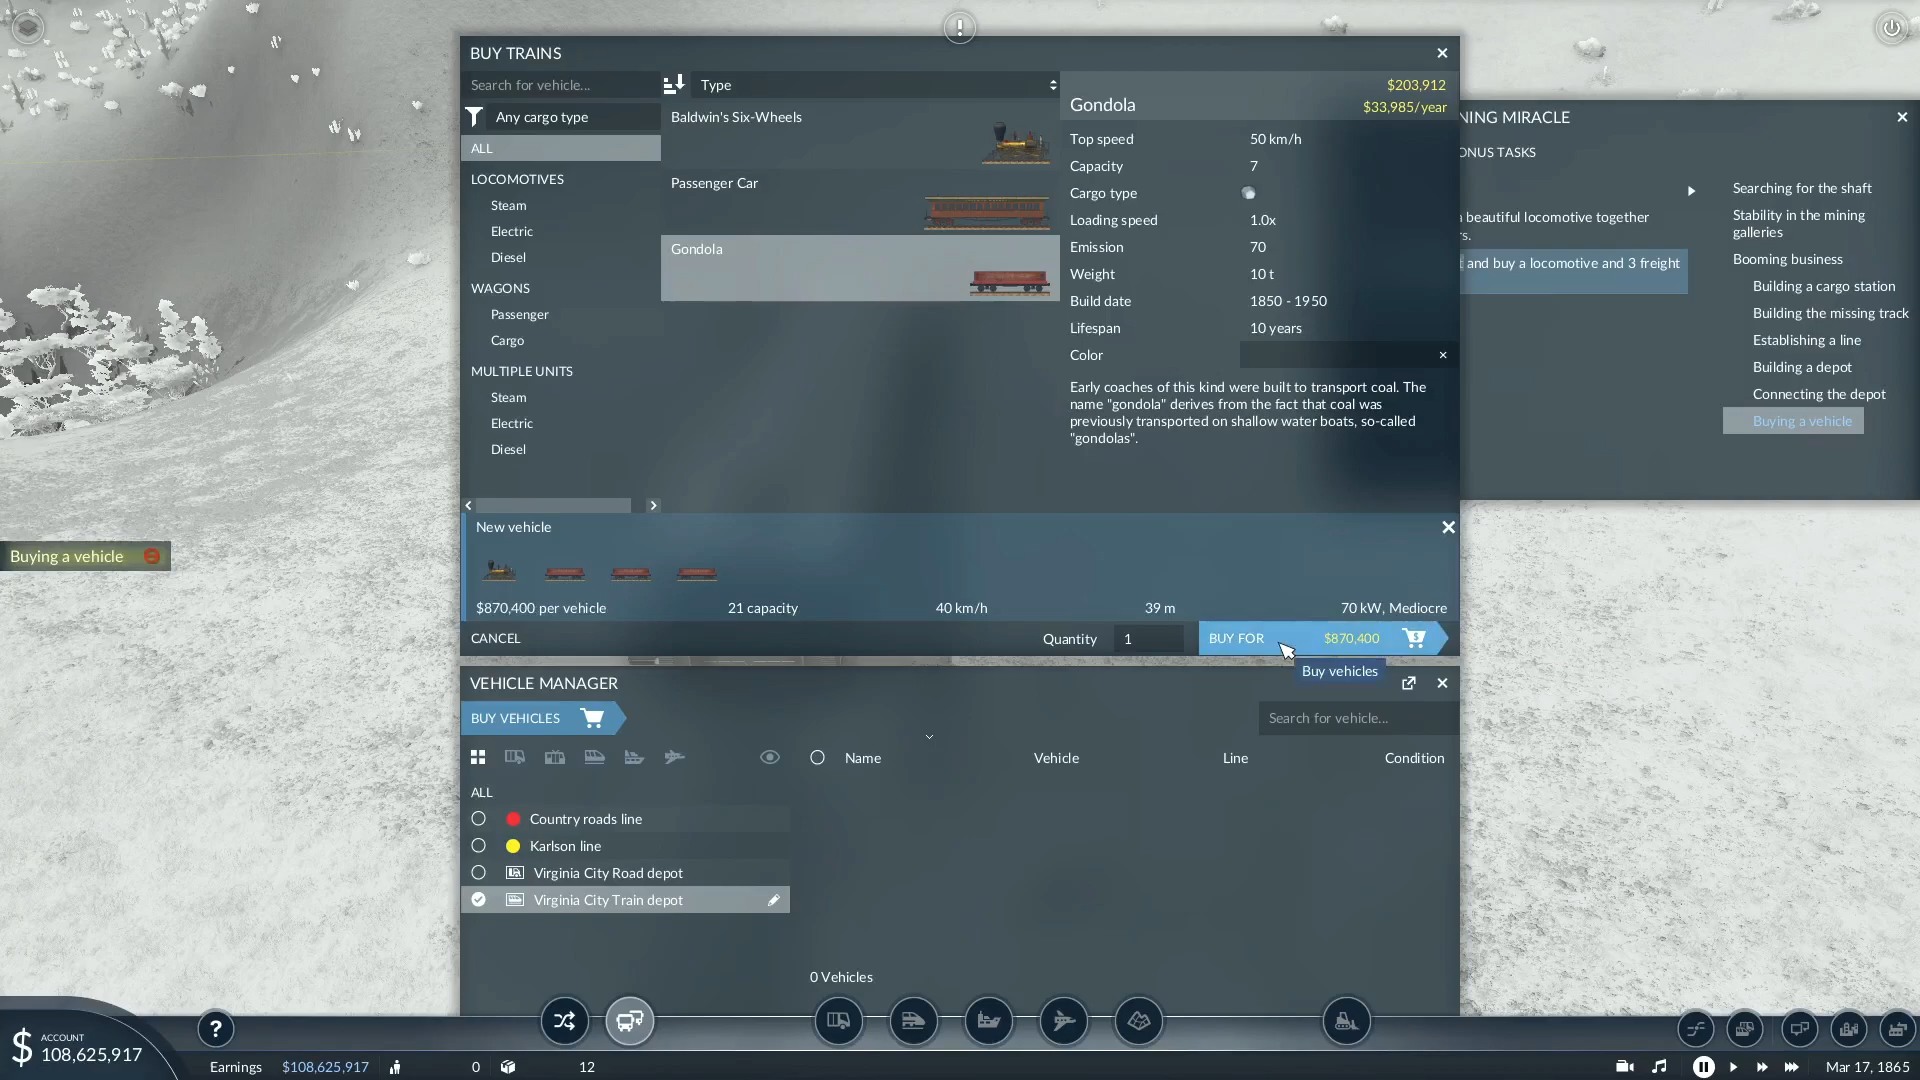 BUY TRAINS
Search for vehicle...
Type
Any cargo type
ALL
LOCOMOTIVES
Steam
Electric
Diesel
WAGONS
Passenger
Cargo
MULTIPLE UNITS
Steam
Electric
Diesel
Baldwin's Six-Wheels
Passenger Car
Gondola
$203,912
Gondola
$33,985/year
Top speed 50 km/h
Capacity 7
Cargo type
Loading speed 1.0x
Emission 70
Weight 10 t
Build date 1850 - 1950
Lifespan 10 years
Color
Early coaches of this kind were built to transport coal. The
name "gondola" derives from the fact that coal was
previously transported on shallow water boats, so-called
"gondolas".
NING MIRACLE
ONUS TASKS
beautiful locomotive together
rs.
t and buy a locomotive and 3 freight
Searching for the shaft
Stability in the mining
galleries
Booming business
Building a cargo station
Building the missing track
Establishing a line
Building a depot
Connecting the depot
Buying a vehicle
Buying a vehicle
New vehicle
$870,400 per vehicle 21 capacity 40 km/h 39 m 70 kW, Mediocre
CANCEL Quantity 1 BUY FOR $870,400
Buy vehicles
VEHICLE MANAGER
BUY VEHICLES
Search for vehicle...
Name Vehicle Line Condition
ALL
Country roads line
Karlson line
Virginia City Road depot
Virginia City Train depot
0 Vehicles
ACCOUNT
$ 108,625,917
?
Earnings $108,625,917 0 12 Mar 17, 1865